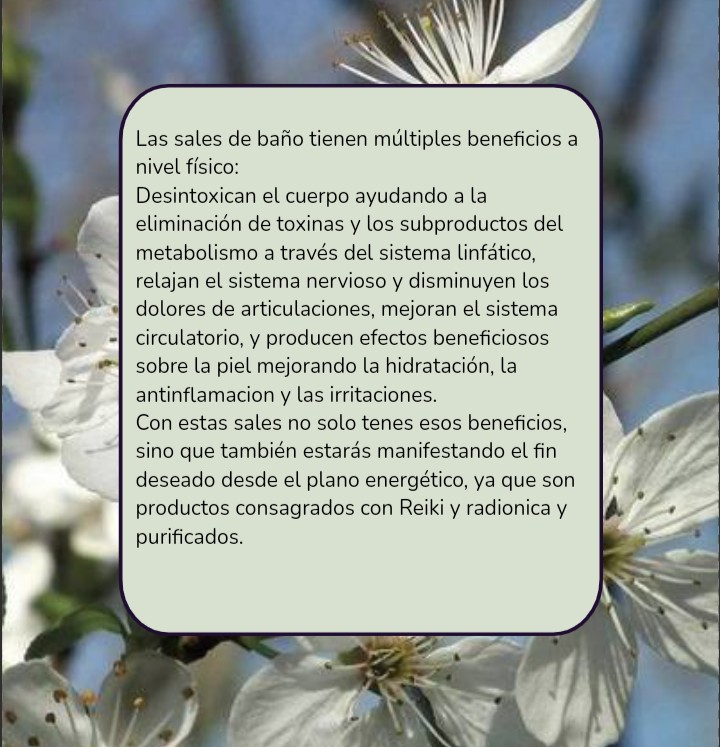 Las sales de baño tienen múltiples beneficios a
nivel físico:
Desintoxican el cuerpo ayudando a la
eliminación de toxinas y los subproductos del
metabolismo a través del sistema linfático,
relajan el sistema nervioso y disminuyen los
dolores de articulaciones, mejoran el sistema
circulatorio, y producen efectos beneficiosos
sobre la piel mejorando la hidratación, la
antinflamacion y las irritaciones.
Con estas sales no solo tenes esos beneficios,
sino que también estarás manifestando el fin
deseado desde el plano energético, ya que son
productos consagrados con Reiki y radionica y
purificados.